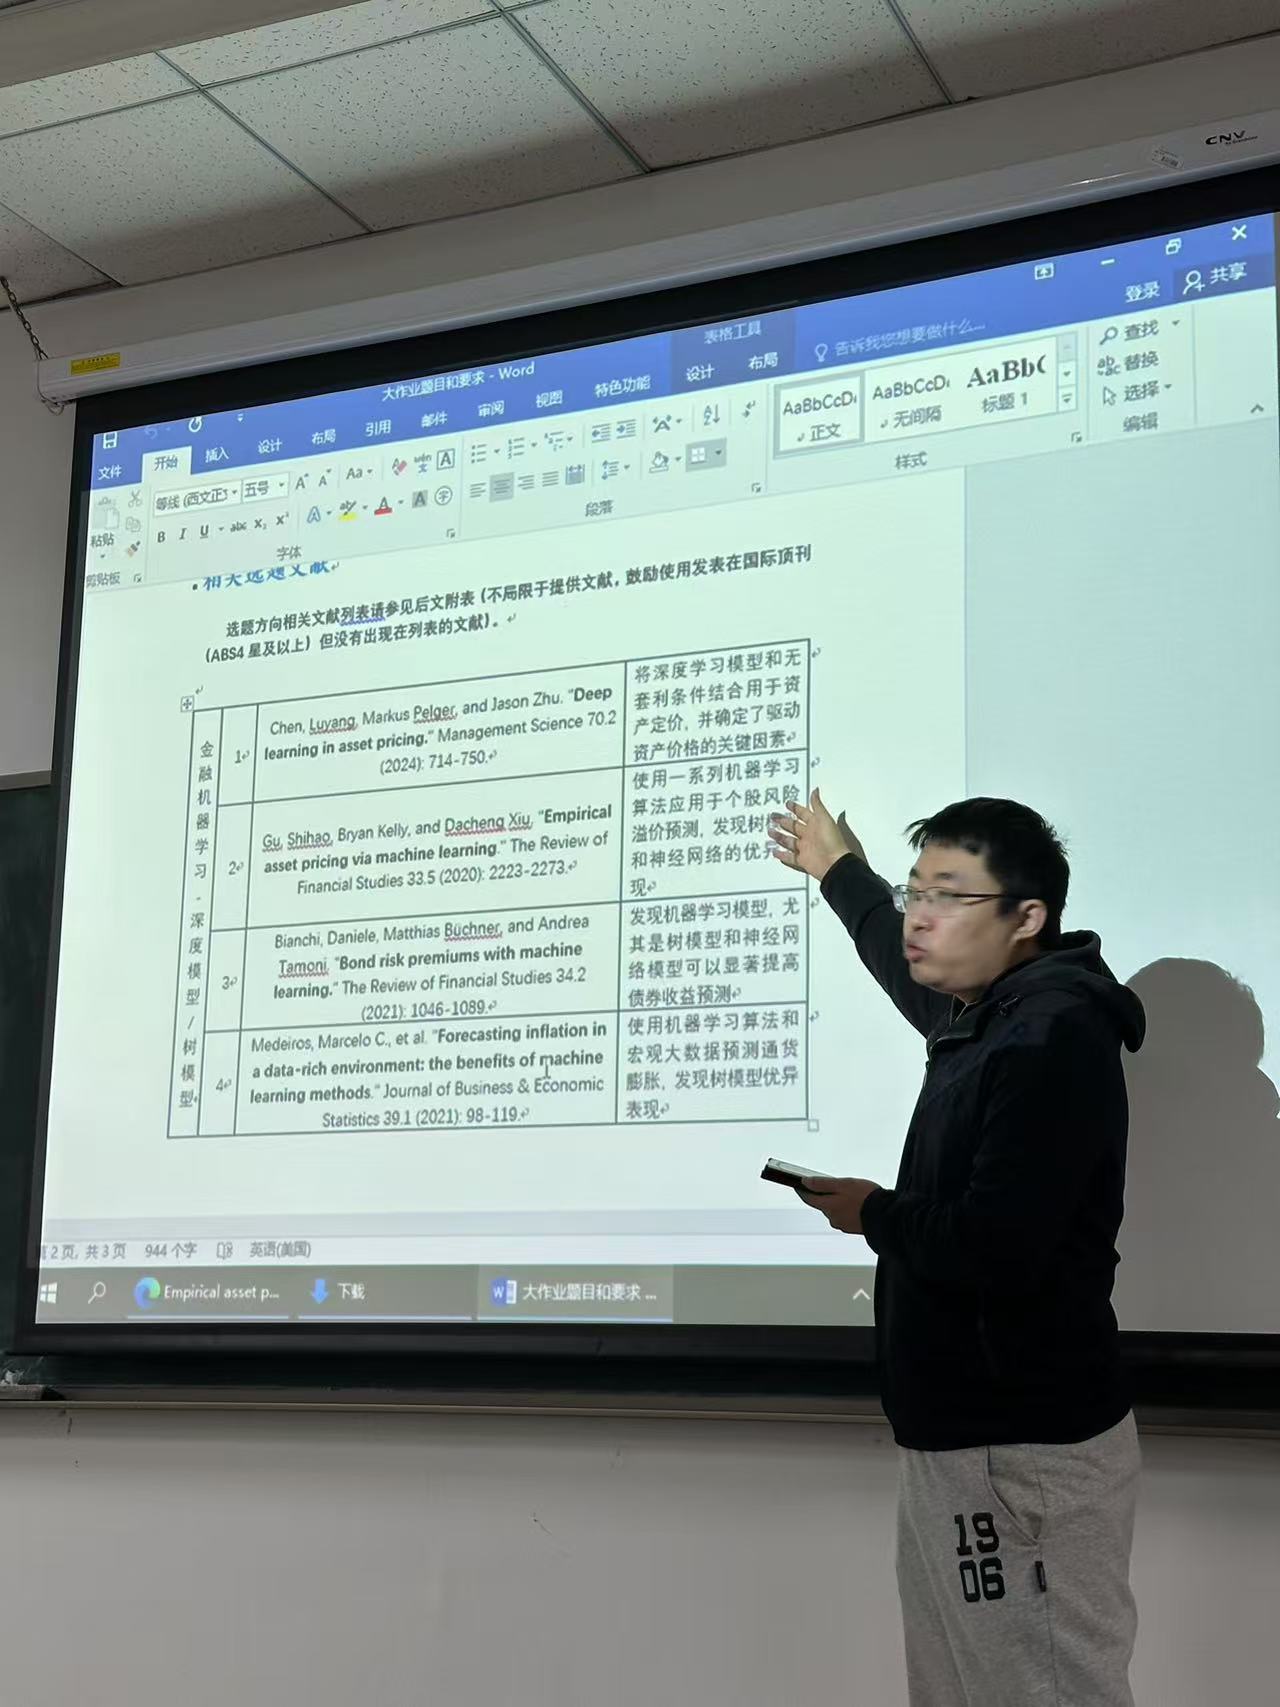 CNV
大作业题目和要求 - Word
表格工具
登录
共享
文件
开始
插入
设计
布局
引用
邮件
审阅
视图
特色功能
设计
布局
告诉我您想要做什么...
粘贴
剪贴板
等线 (西文正
五号
字体
段落
AaBbCcDı
正文
AaBbCcDı
无间隔
AaBb(
标题 1
样式
查找
替换
选择
编辑
相关选题文献
选题方向相关文献列表请参见后文附表(不局限于提供文献,鼓励使用发表在国际顶刊
(ABS4 星及以上)但没有出现在列表的文献)。
金融机器学习-深度模型/树模型
1
Chen, Luyang, Markus Pelger, and Jason Zhu. "Deep
learning in asset pricing." Management Science 70.2
(2024): 714-750.
将深度学习模型和无
套利条件结合用于资
产定价,并确定了驱动
资产价格的关键因素
2
Gu, Shihao, Bryan Kelly, and Dacheng Xiu. "Empirical
asset pricing via machine learning." The Review of
Financial Studies 33.5 (2020): 2223-2273.
使用一系列机器学习
算法应用于个股风险
溢价预测,发现树
和神经网络的优异
现
3
Bianchi, Daniele, Matthias Büchner, and Andrea
Tamoni. "Bond risk premiums with machine
learning." The Review of Financial Studies 34.2
(2021): 1046-1089.
发现机器学习模型,尤
其是树模型和神经网
络模型可以显著提高
债券收益预测
4
Medeiros, Marcelo C., et al. "Forecasting inflation in
a data-rich environment: the benefits of machine
learning methods." Journal of Business & Economic
Statistics 39.1 (2021): 98-119.
使用机器学习算法和
宏观大数据预测通货
膨胀,发现树模型优异
表现
第 2 页, 共 3 页
944 个字
英语(美国)
Empirical asset p...
下载
大作业题目和要求 ...
19
06